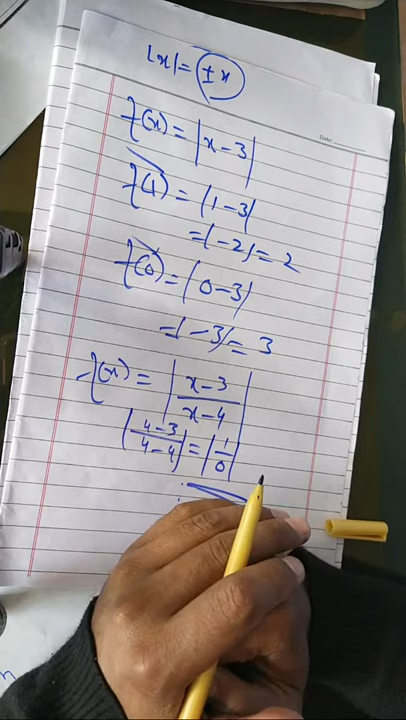 |x|= ±x
Date
f(x) = |x-3|
f(1) = |1-3|
= |-2| = 2
f(0) = |0-3|
= |-3| = 3
f(x) = |x-3/x-4|
|4-3/4-4| = |1/0|